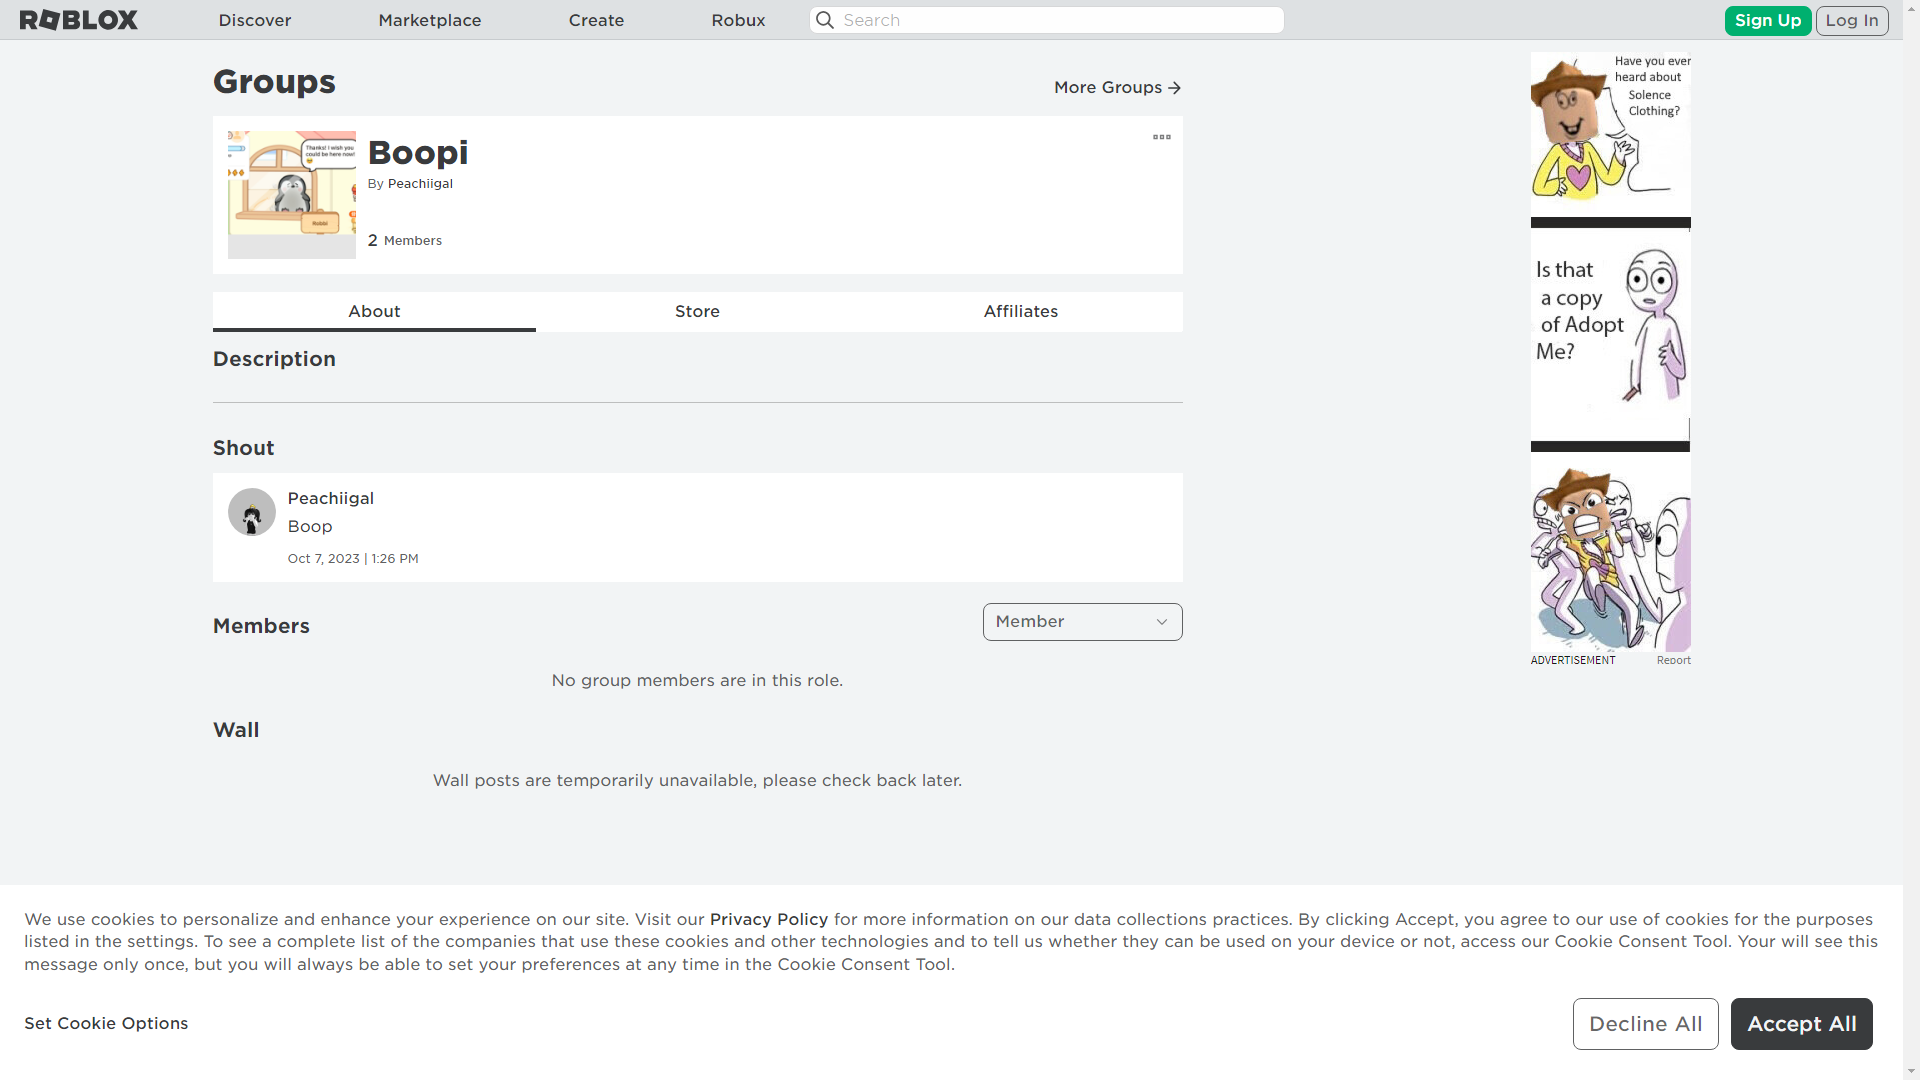 ROBLOX Discover Marketplace Create Robux Search Sign Up Log In
Groups
More Groups
Thanks! I wish you
could be here now!
Boopi
By Peachiigal
2 Members
About Store Affiliates
Description
Shout
Peachiigal
Boop
Oct 7, 2023 | 1:26 PM
Members
Member
No group members are in this role.
Wall
Wall posts are temporarily unavailable, please check back later.
Have you ever
heard about
Solence
Clothing?
Is that
a copy
of Adopt
Me?
ADVERTISEMENT Report
We use cookies to personalize and enhance your experience on our site. Visit our Privacy Policy for more information on our data collections practices. By clicking Accept, you agree to our use of cookies for the purposes
listed in the settings. To see a complete list of the companies that use these cookies and other technologies and to tell us whether they can be used on your device or not, access our Cookie Consent Tool. Your will see this
message only once, but you will always be able to set your preferences at any time in the Cookie Consent Tool.
Set Cookie Options
Decline All Accept All